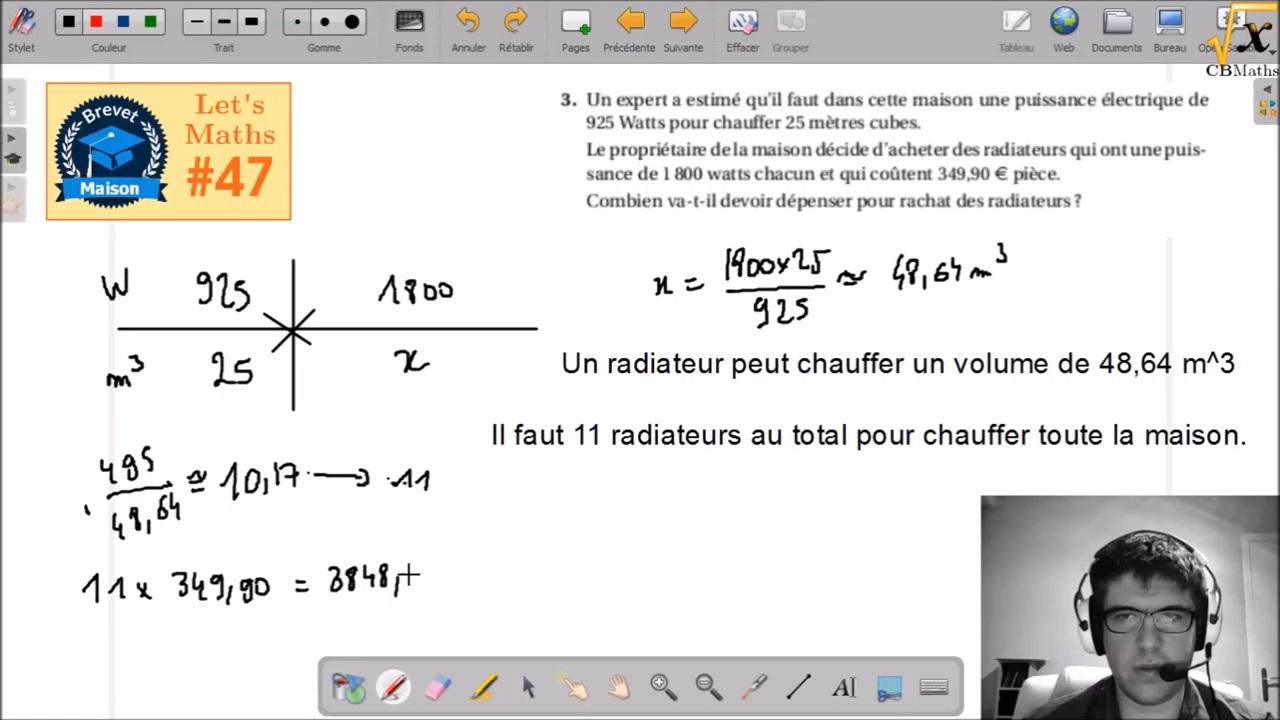 Stylet
Couleur
Trait
Gomme
Fonds
Annuler
Rétablir
Pages
Précédente
Suivante
Effacer
Grouper
Tableau
Web
Documents
Bureau
√x
CBMaths
Brevet
Maison
Let's
Maths
#47
3. Un expert a estimé qu'il faut dans cette maison une puissance électrique de
925 Watts pour chauffer 25 mètres cubes.
Le propriétaire de la maison décide d'acheter des radiateurs qui ont une puis-
sance de 1 800 watts chacun et qui coûtent 349,90 € pièce.
Combien va-t-il devoir dépenser pour rachat des radiateurs ?
W 925 1800
m³ 25 x
x = 1800×25 / 925 ≈ 48,64 m³
Un radiateur peut chauffer un volume de 48,64 m^3
Il faut 11 radiateurs au total pour chauffer toute la maison.
485 / 48,64 ≈ 10,17 → 11
11 × 349,90 = 3848,
AI